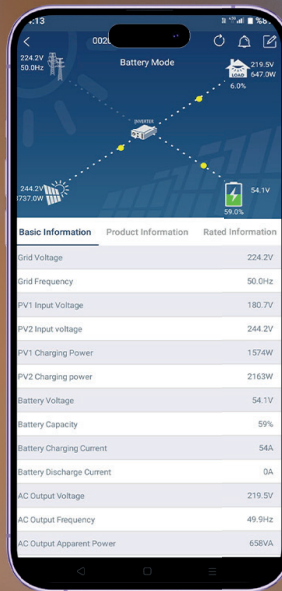 :13
%6
002
Battery Mode
224.2V
50.0Hz
219.5V
647.0W
LOAD
6.0%
INVERTER
244.2V
3737.0W
54.1V
59.0%
Basic Information Product Information Rated Information
Grid Voltage 224.2V
Grid Frequency 50.0Hz
PV1 Input Voltage 180.7V
PV2 Input voltage 244.2V
PV1 Charging Power 1574W
PV2 Charging power 2163W
Battery Voltage 54.1V
Battery Capacity 59%
Battery Charging Current 54A
Battery Discharge Current 0A
AC Output Voltage 219.5V
AC Output Frequency 49.9Hz
AC Output Apparent Power 658VA